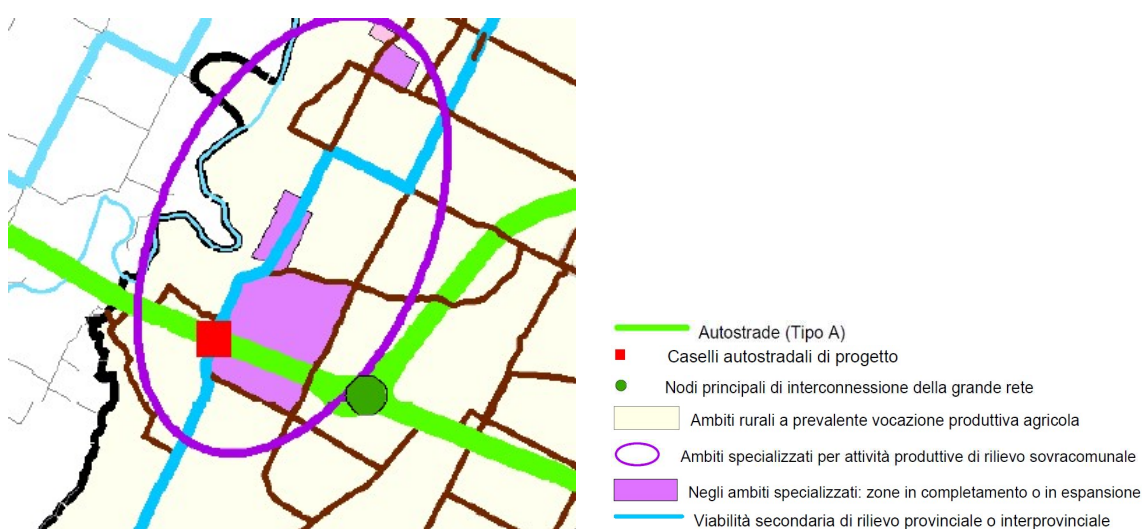 Autostrade (Tipo A)
Caselli autostradali di progetto
Nodi principali di interconnessione della grande rete
Ambiti rurali a prevalente vocazione produttiva agricola
Ambiti specializzati per attività produttive di rilievo sovracomunale
Negli ambiti specializzati: zone in completamento o in espansione
Viabilità secondaria di rilievo provinciale o interprovinciale